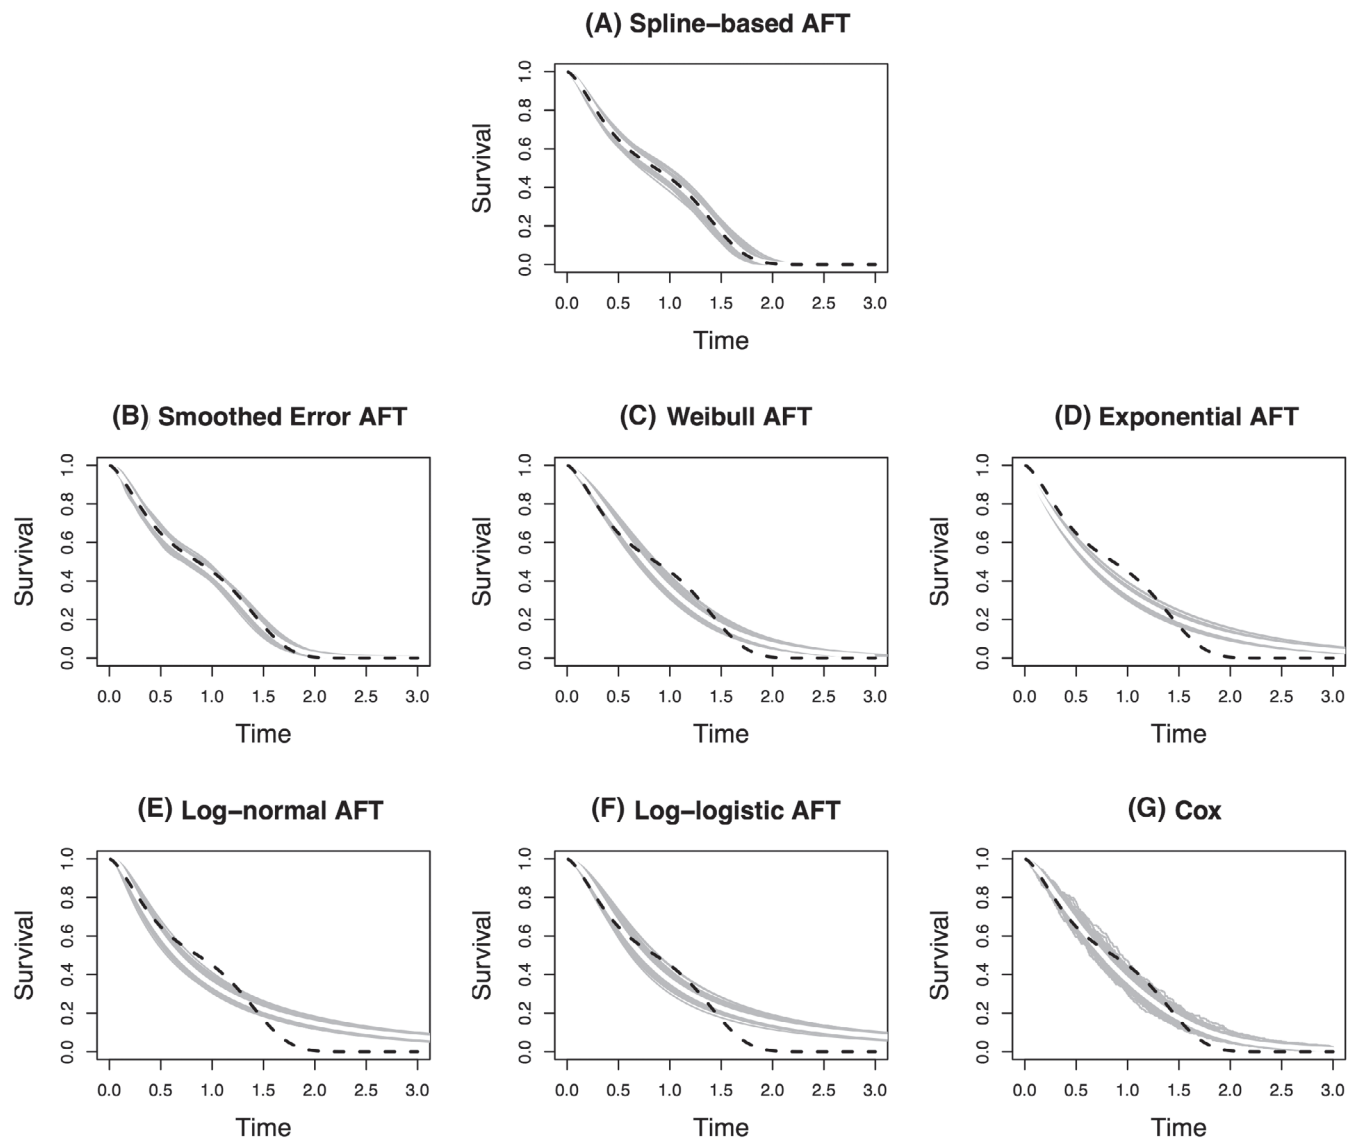 (A) Spline–based AFT
Survival
0.0 0.2 0.4 0.6 0.8 1.0
0.0 0.5 1.0 1.5 2.0 2.5 3.0
Time
(B) Smoothed Error AFT
Survival
0.0 0.2 0.4 0.6 0.8 1.0
0.0 0.5 1.0 1.5 2.0 2.5 3.0
Time
(C) Weibull AFT
Survival
0.0 0.2 0.4 0.6 0.8 1.0
0.0 0.5 1.0 1.5 2.0 2.5 3.0
Time
(D) Exponential AFT
Survival
0.0 0.2 0.4 0.6 0.8 1.0
0.0 0.5 1.0 1.5 2.0 2.5 3.0
Time
(E) Log–normal AFT
Survival
0.0 0.2 0.4 0.6 0.8 1.0
0.0 0.5 1.0 1.5 2.0 2.5 3.0
Time
(F) Log–logistic AFT
Survival
0.0 0.2 0.4 0.6 0.8 1.0
0.0 0.5 1.0 1.5 2.0 2.5 3.0
Time
(G) Cox
Survival
0.0 0.2 0.4 0.6 0.8 1.0
0.0 0.5 1.0 1.5 2.0 2.5 3.0
Time